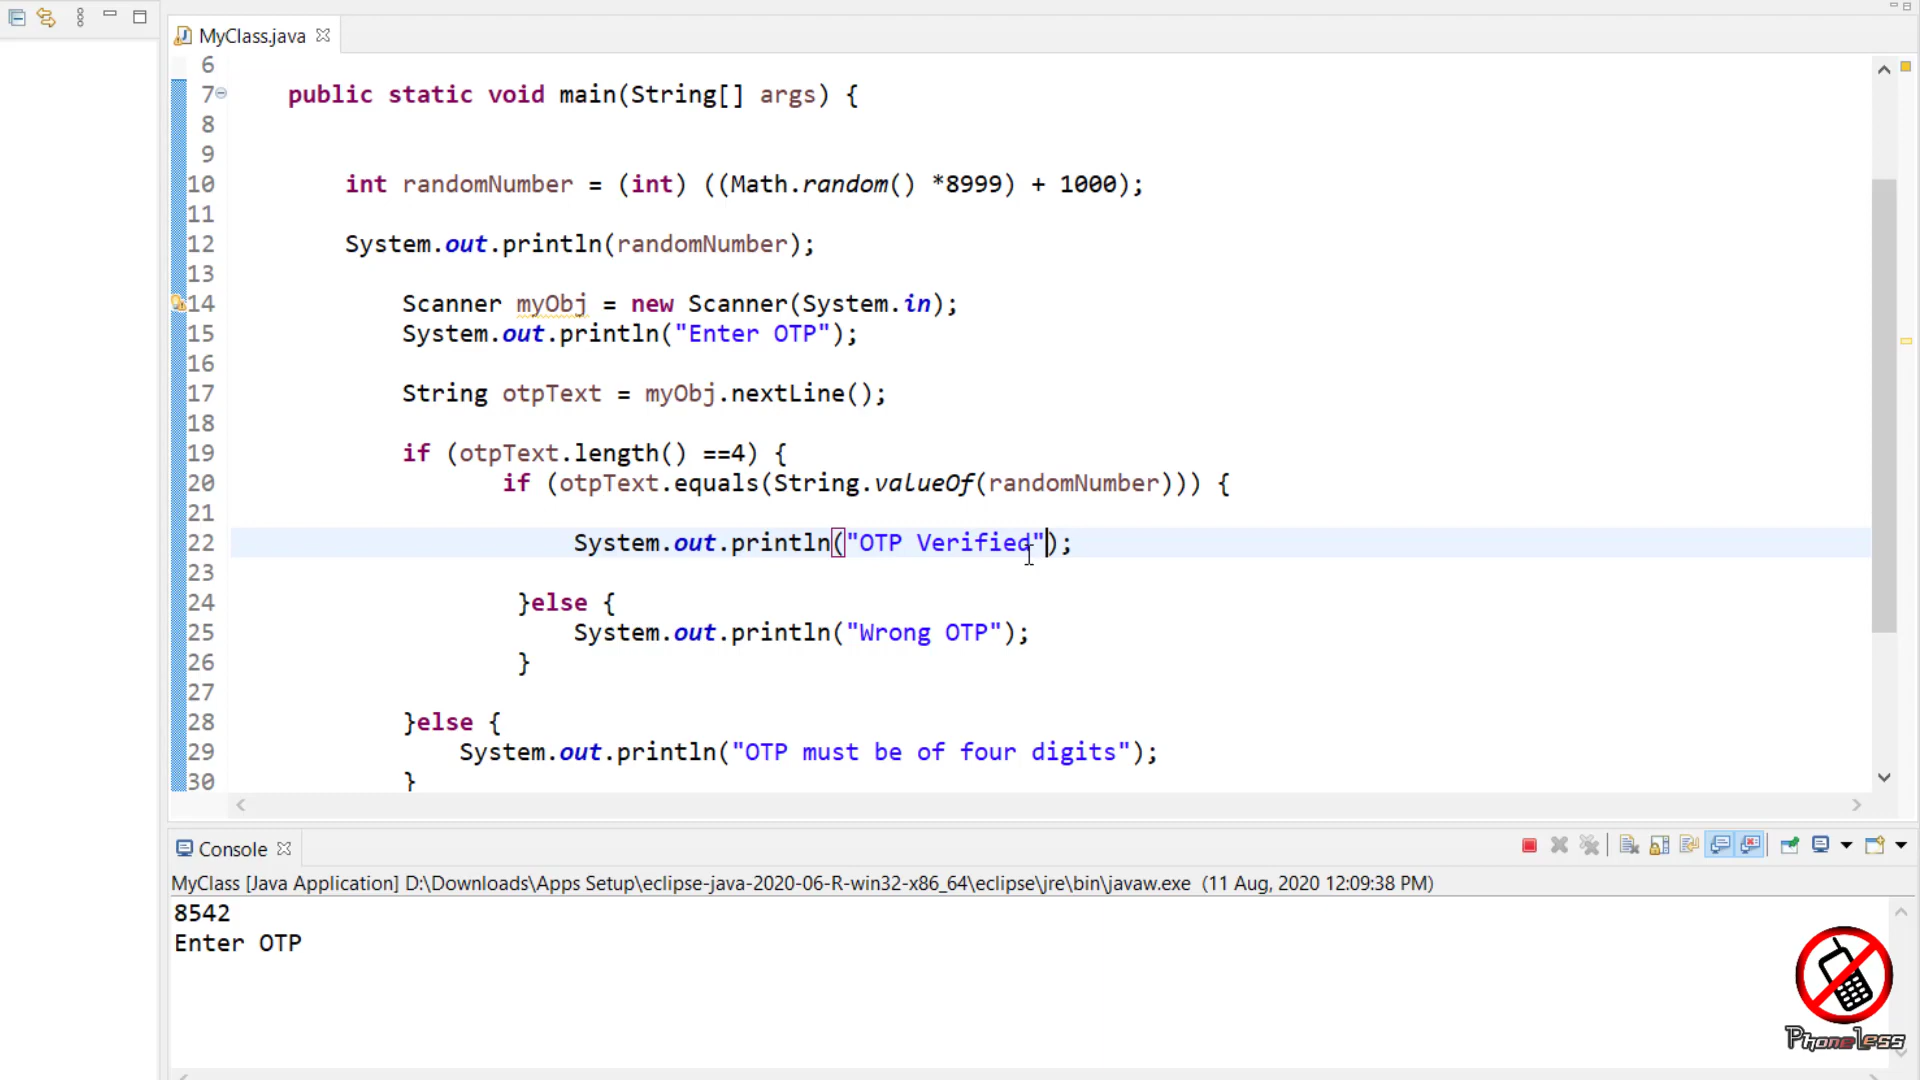 MyClass.java
6
7 public static void main(String[] args) {
8
9
10 int randomNumber = (int) ((Math.random() *8999) + 1000);
11
12 System.out.println(randomNumber);
13
14 Scanner myObj = new Scanner(System.in);
15 System.out.println("Enter OTP");
16
17 String otpText = myObj.nextLine();
18
19 if (otpText.length() ==4) {
20 if (otpText.equals(String.valueOf(randomNumber))) {
21
22 System.out.println("OTP Verified");
23
24 }else {
25 System.out.println("Wrong OTP");
26 }
27
28 }else {
29 System.out.println("OTP must be of four digits");
30 }
Console
MyClass [Java Application] D:\Downloads\Apps Setup\eclipse-java-2020-06-R-win32-x86_64\eclipse\jre\bin\javaw.exe (11 Aug, 2020 12:09:38 PM)
8542
Enter OTP
Phoneless